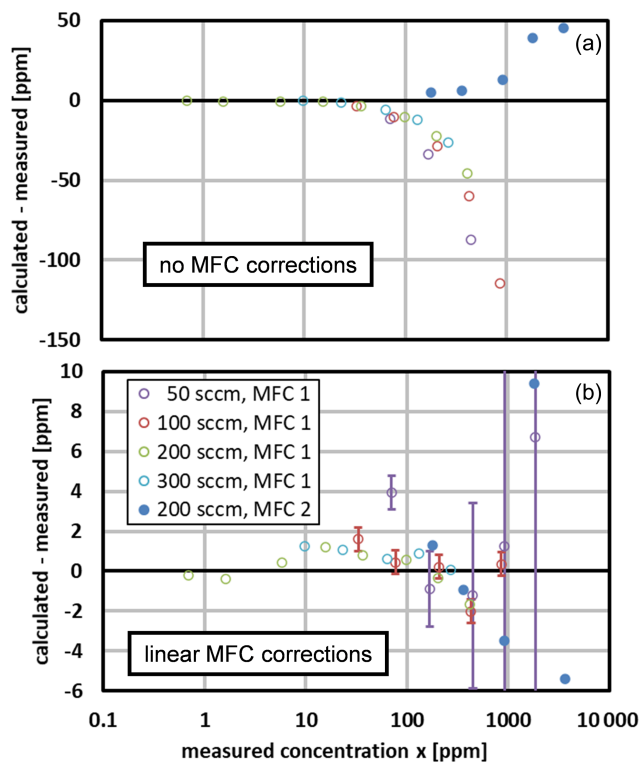 50
0
-50
-100
-150
calculated - measured [ppm]
(a)
no MFC corrections
10
8
6
4
2
0
-2
-4
-6
calculated - measured [ppm]
(b)
50 sccm, MFC 1
100 sccm, MFC 1
200 sccm, MFC 1
300 sccm, MFC 1
200 sccm, MFC 2
linear MFC corrections
0.1 1 10 100 1000 10 000
measured concentration x [ppm]